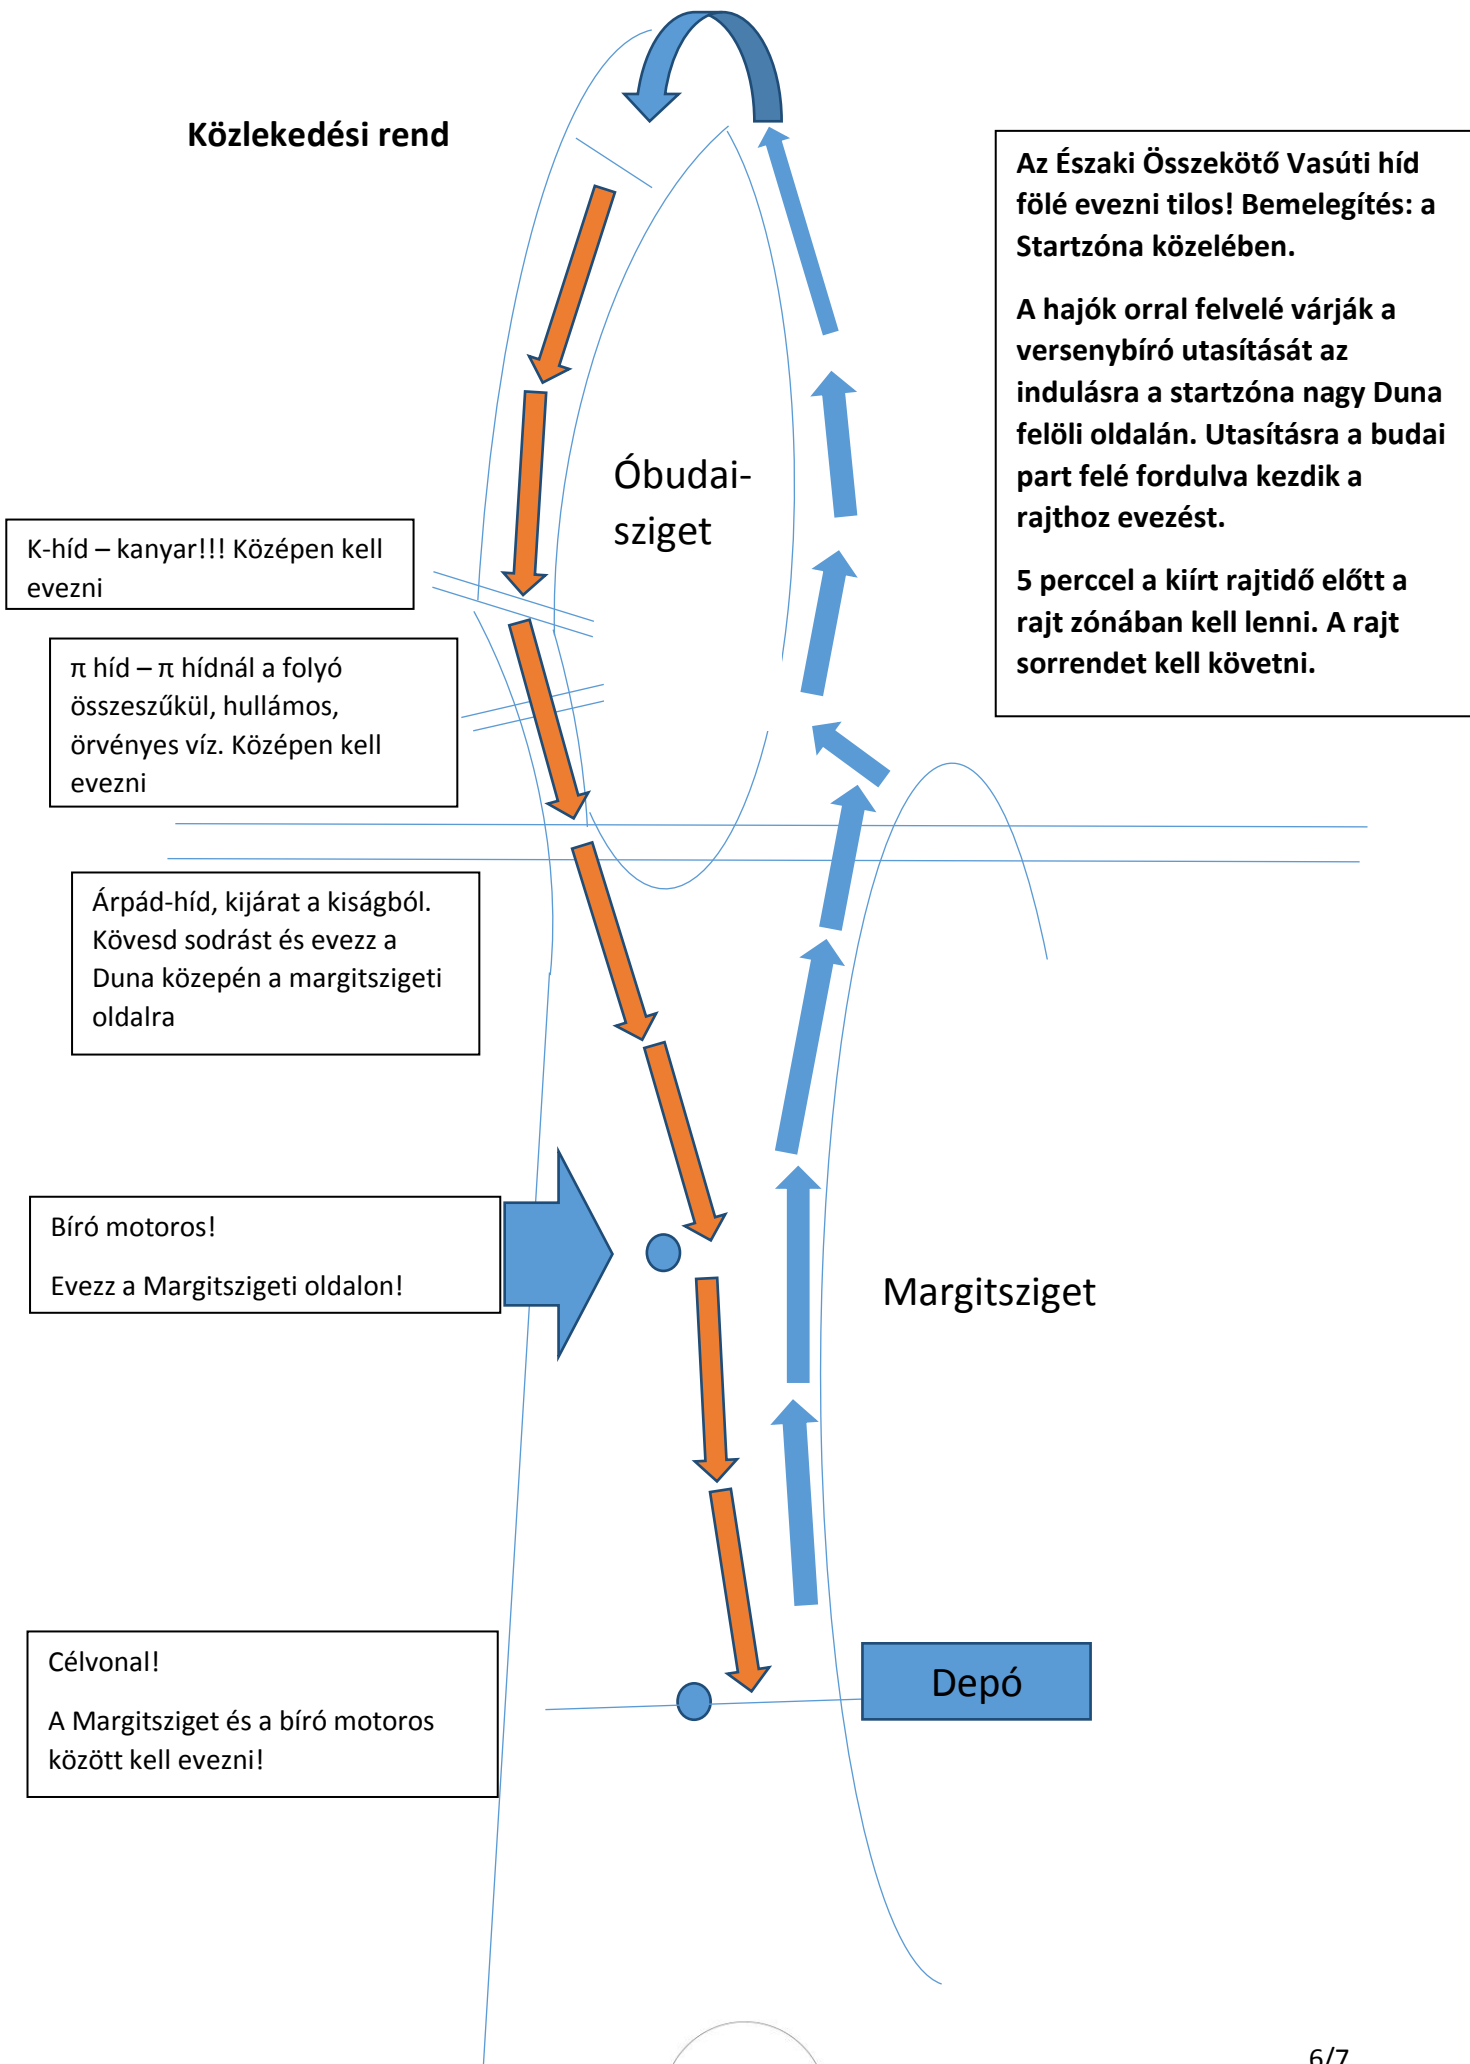 Közlekedési rend
Az Északi Összekötő Vasúti híd
fölé evezni tilos! Bemelegítés: a
Startzóna közelében.
A hajók orral felvelé várják a
versenybíró utasítását az
indulásra a startzóna nagy Duna
felöli oldalán. Utasításra a budai
part felé fordulva kezdik a
rajthoz evezést.
5 perccel a kiírt rajtidő előtt a
rajt zónában kell lenni. A rajt
sorrendet kell követni.
Óbudai-
sziget
K-híd – kanyar!!! Középen kell
evezni
π híd – π hídnál a folyó
összeszűkül, hullámos,
örvényes víz. Középen kell
evezni
Árpád-híd, kijárat a kiságból.
Kövesd sodrást és evezz a
Duna közepén a margitszigeti
oldalra
Bíró motoros!
Evezz a Margitszigeti oldalon!
Margitsziget
Célvonal!
A Margitsziget és a bíró motoros
között kell evezni!
Depó
6/7